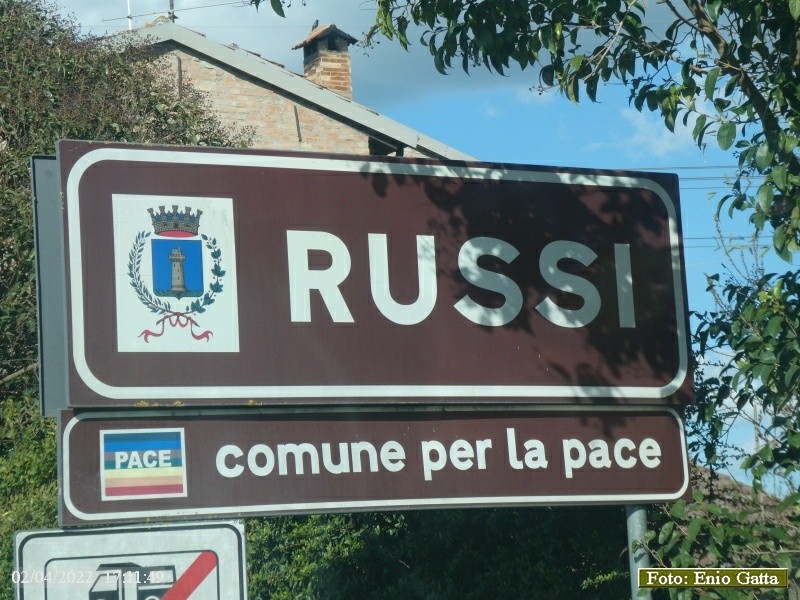 RUSSI
PACE comune per la pace
02/04/2022 17:11:49
Foto: Enio Gatta